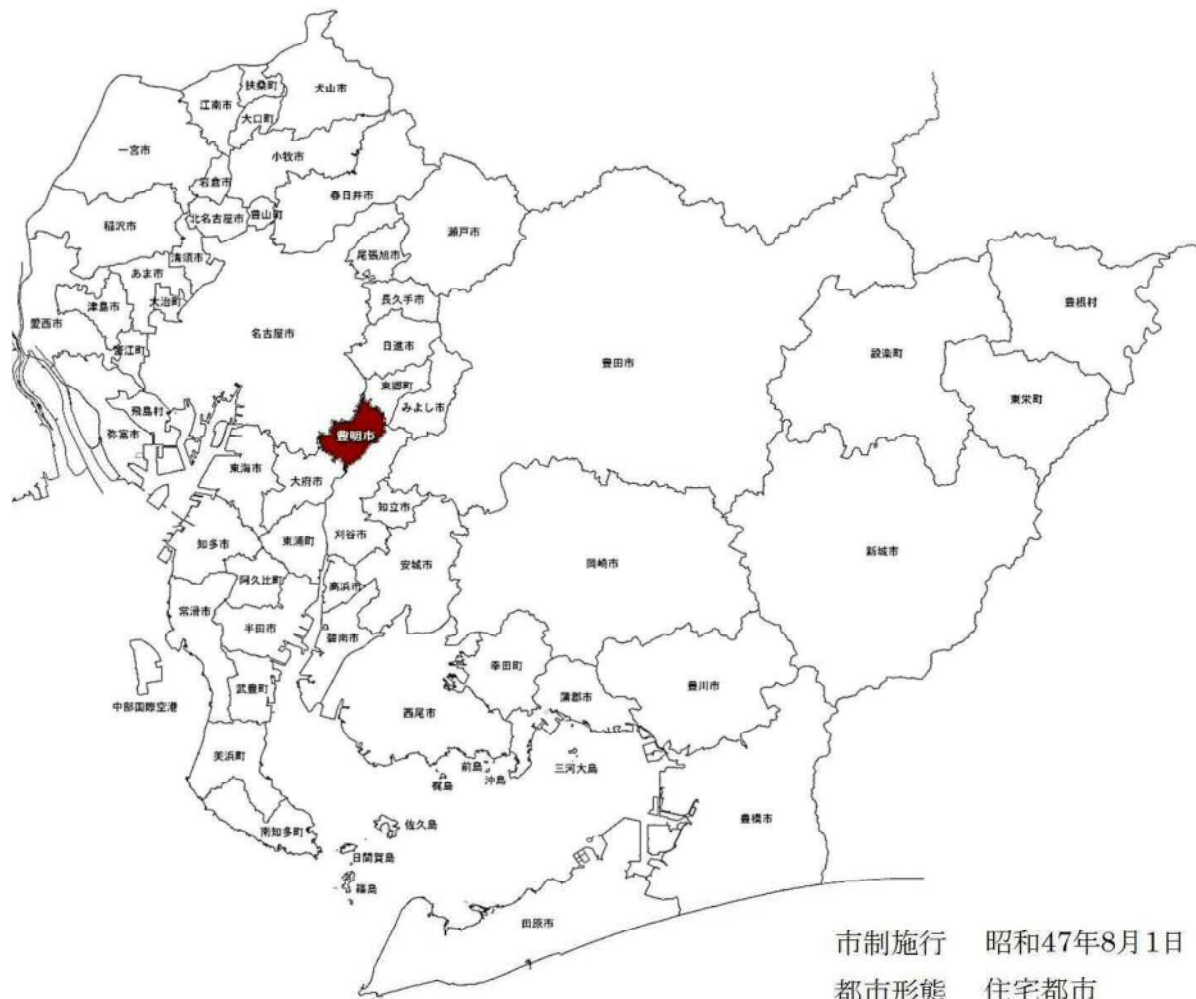 扶桑町
犬山市
江南市
大口町
一宮市
小牧市
岩倉市
春日井市
北名古屋市
豊山町
稲沢市
瀬戸市
清須市
尾張旭市
あま市
大治町
津島市
長久手市
愛西市
豊根村
名古屋市
設楽町
蟹江町
日進市
豊田市
東郷町
東栄町
みよし市
飛島村
弥富市
豊明市
東海市
大府市
知立市
知多市
東浦町
刈谷市
新城市
安城市
岡崎市
阿久比町
高浜市
常滑市
半田市
碧南市
幸田町
武豊町
蒲郡市
豊川市
中部国際空港
西尾市
美浜町
前島
三河大島
梶島
沖島
豊橋市
佐久島
南知多町
日間賀島
篠島
田原市
市制施行 昭和47年8月1日
都市形態 住宅都市